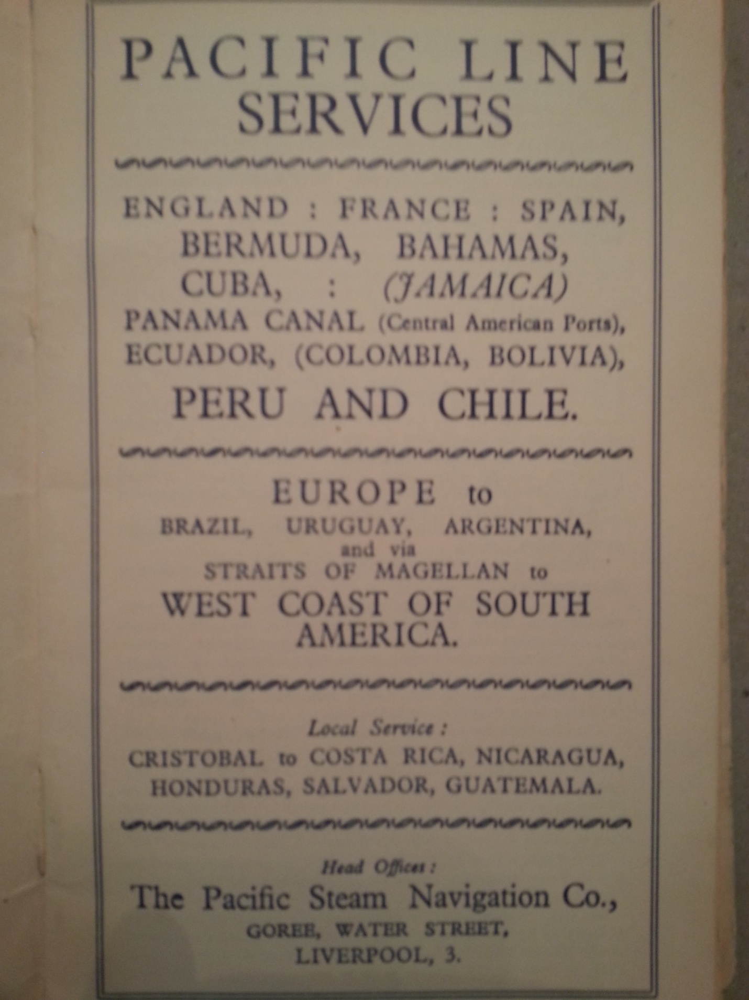 PACIFIC LINE
SERVICES
ENGLAND : FRANCE : SPAIN,
BERMUDA, BAHAMAS,
CUBA, : (JAMAICA)
PANAMA CANAL (Central American Ports),
ECUADOR, (COLOMBIA, BOLIVIA),
PERU AND CHILE.
EUROPE to
BRAZIL, URUGUAY, ARGENTINA,
and via
STRAITS OF MAGELLAN to
WEST COAST OF SOUTH
AMERICA.
Local Service :
CRISTOBAL to COSTA RICA, NICARAGUA,
HONDURAS, SALVADOR, GUATEMALA.
Head Offices :
The Pacific Steam Navigation Co.,
GOREE, WATER STREET,
LIVERPOOL, 3.